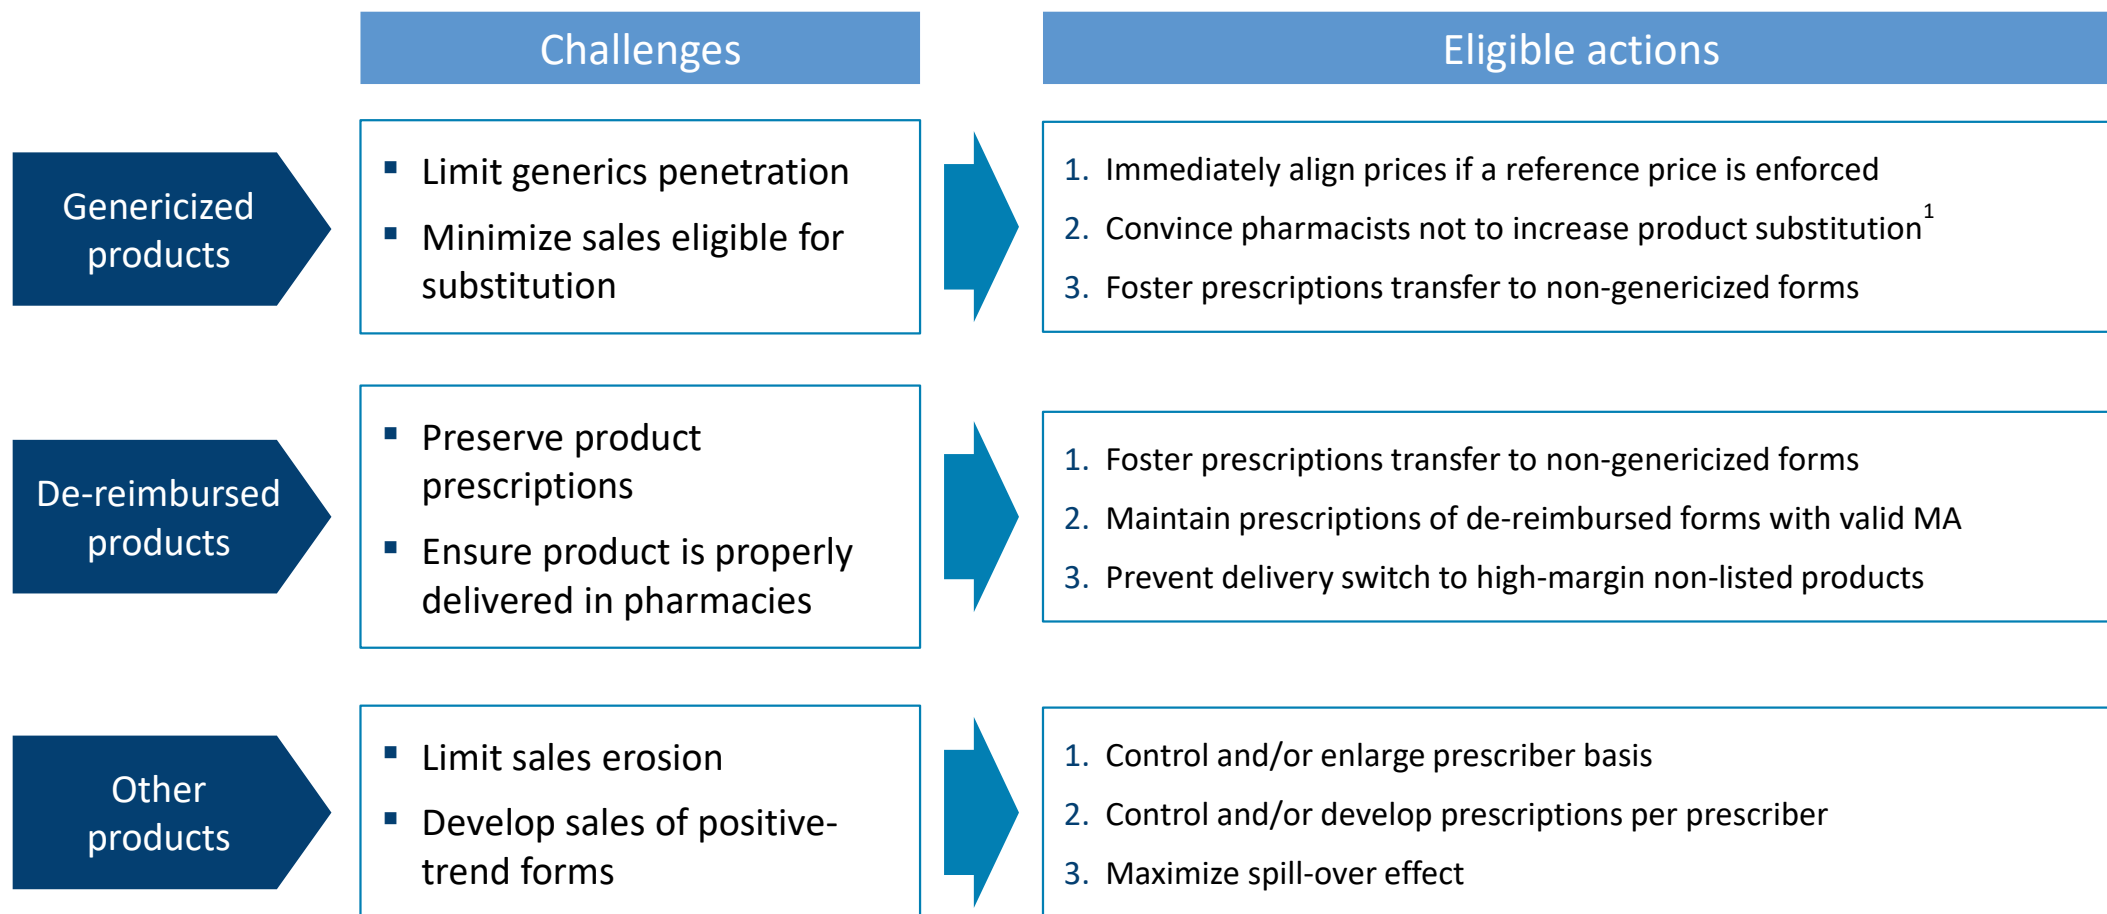 Challenges
Eligible actions
Genericized
products
▪ Limit generics penetration
▪ Minimize sales eligible for
substitution
1. Immediately align prices if a reference price is enforced
2. Convince pharmacists not to increase product substitution1
3. Foster prescriptions transfer to non-genericized forms
De-reimbursed
products
▪ Preserve product
prescriptions
▪ Ensure product is properly
delivered in pharmacies
1. Foster prescriptions transfer to non-genericized forms
2. Maintain prescriptions of de-reimbursed forms with valid MA
3. Prevent delivery switch to high-margin non-listed products
Other
products
▪ Limit sales erosion
▪ Develop sales of positive-
trend forms
1. Control and/or enlarge prescriber basis
2. Control and/or develop prescriptions per prescriber
3. Maximize spill-over effect